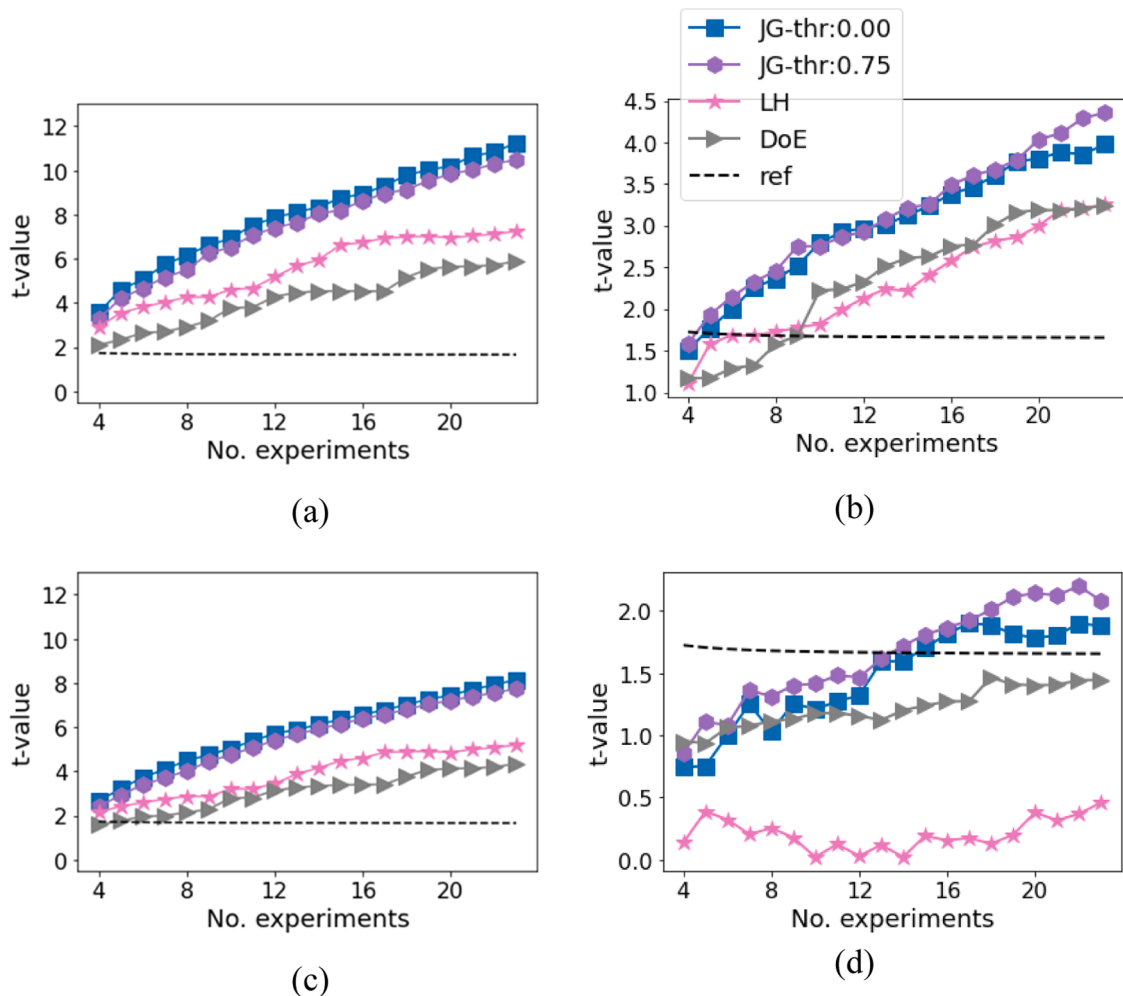 JG-thr:0.00
JG-thr:0.75
LH
DoE
ref
t-value
12
10
8
6
4
2
0
4 8 12 16 20
No. experiments
(a)
t-value
4.5
4.0
3.5
3.0
2.5
2.0
1.5
1.0
4 8 12 16 20
No. experiments
(b)
t-value
12
10
8
6
4
2
0
4 8 12 16 20
No. experiments
(c)
t-value
2.0
1.5
1.0
0.5
0.0
4 8 12 16 20
No. experiments
(d)